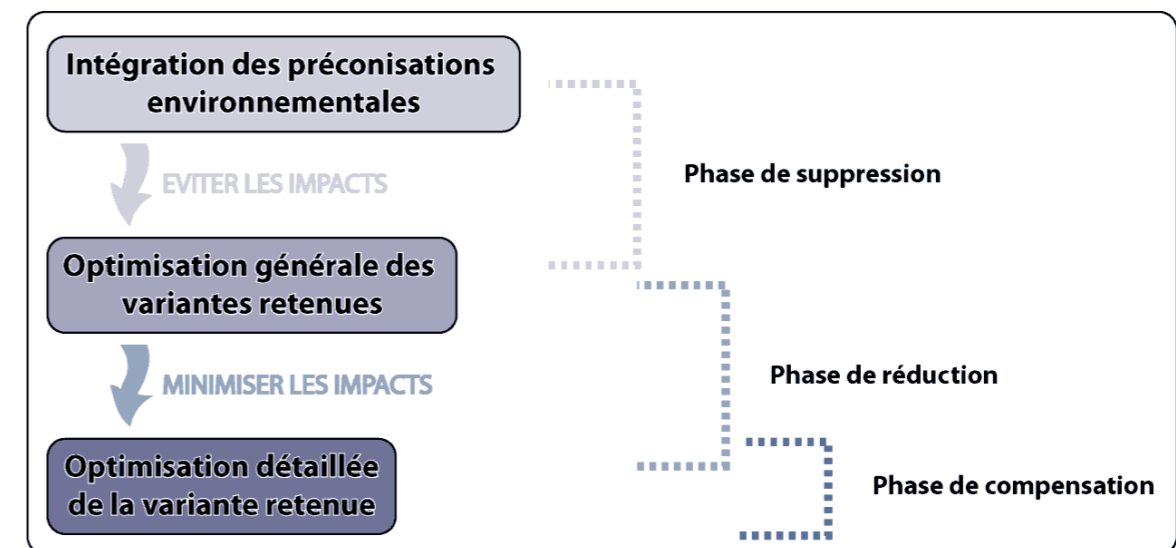 Intégration des préconisations
environnementales
EVITER LES IMPACTS
Phase de suppression
Optimisation générale des
variantes retenues
MINIMISER LES IMPACTS
Phase de réduction
Optimisation détaillée
de la variante retenue
Phase de compensation